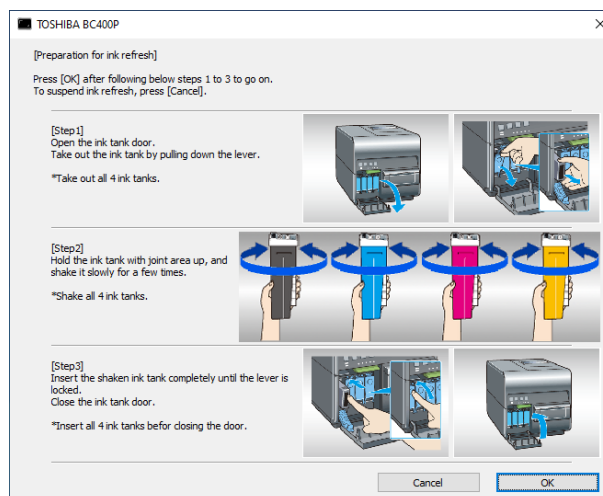 TOSHIBA BC400P
[Preparation for ink refresh]
Press [OK] after following below steps 1 to 3 to go on.
To suspend ink refresh, press [Cancel].
[Step1]
Open the ink tank door.
Take out the ink tank by pulling down the lever.
*Take out all 4 ink tanks.
[Step2]
Hold the ink tank with joint area up, and
shake it slowly for a few times.
*Shake all 4 ink tanks.
[Step3]
Insert the shaken ink tank completely until the lever is
locked.
Close the ink tank door.
*Insert all 4 ink tanks befor closing the door.
Cancel
OK